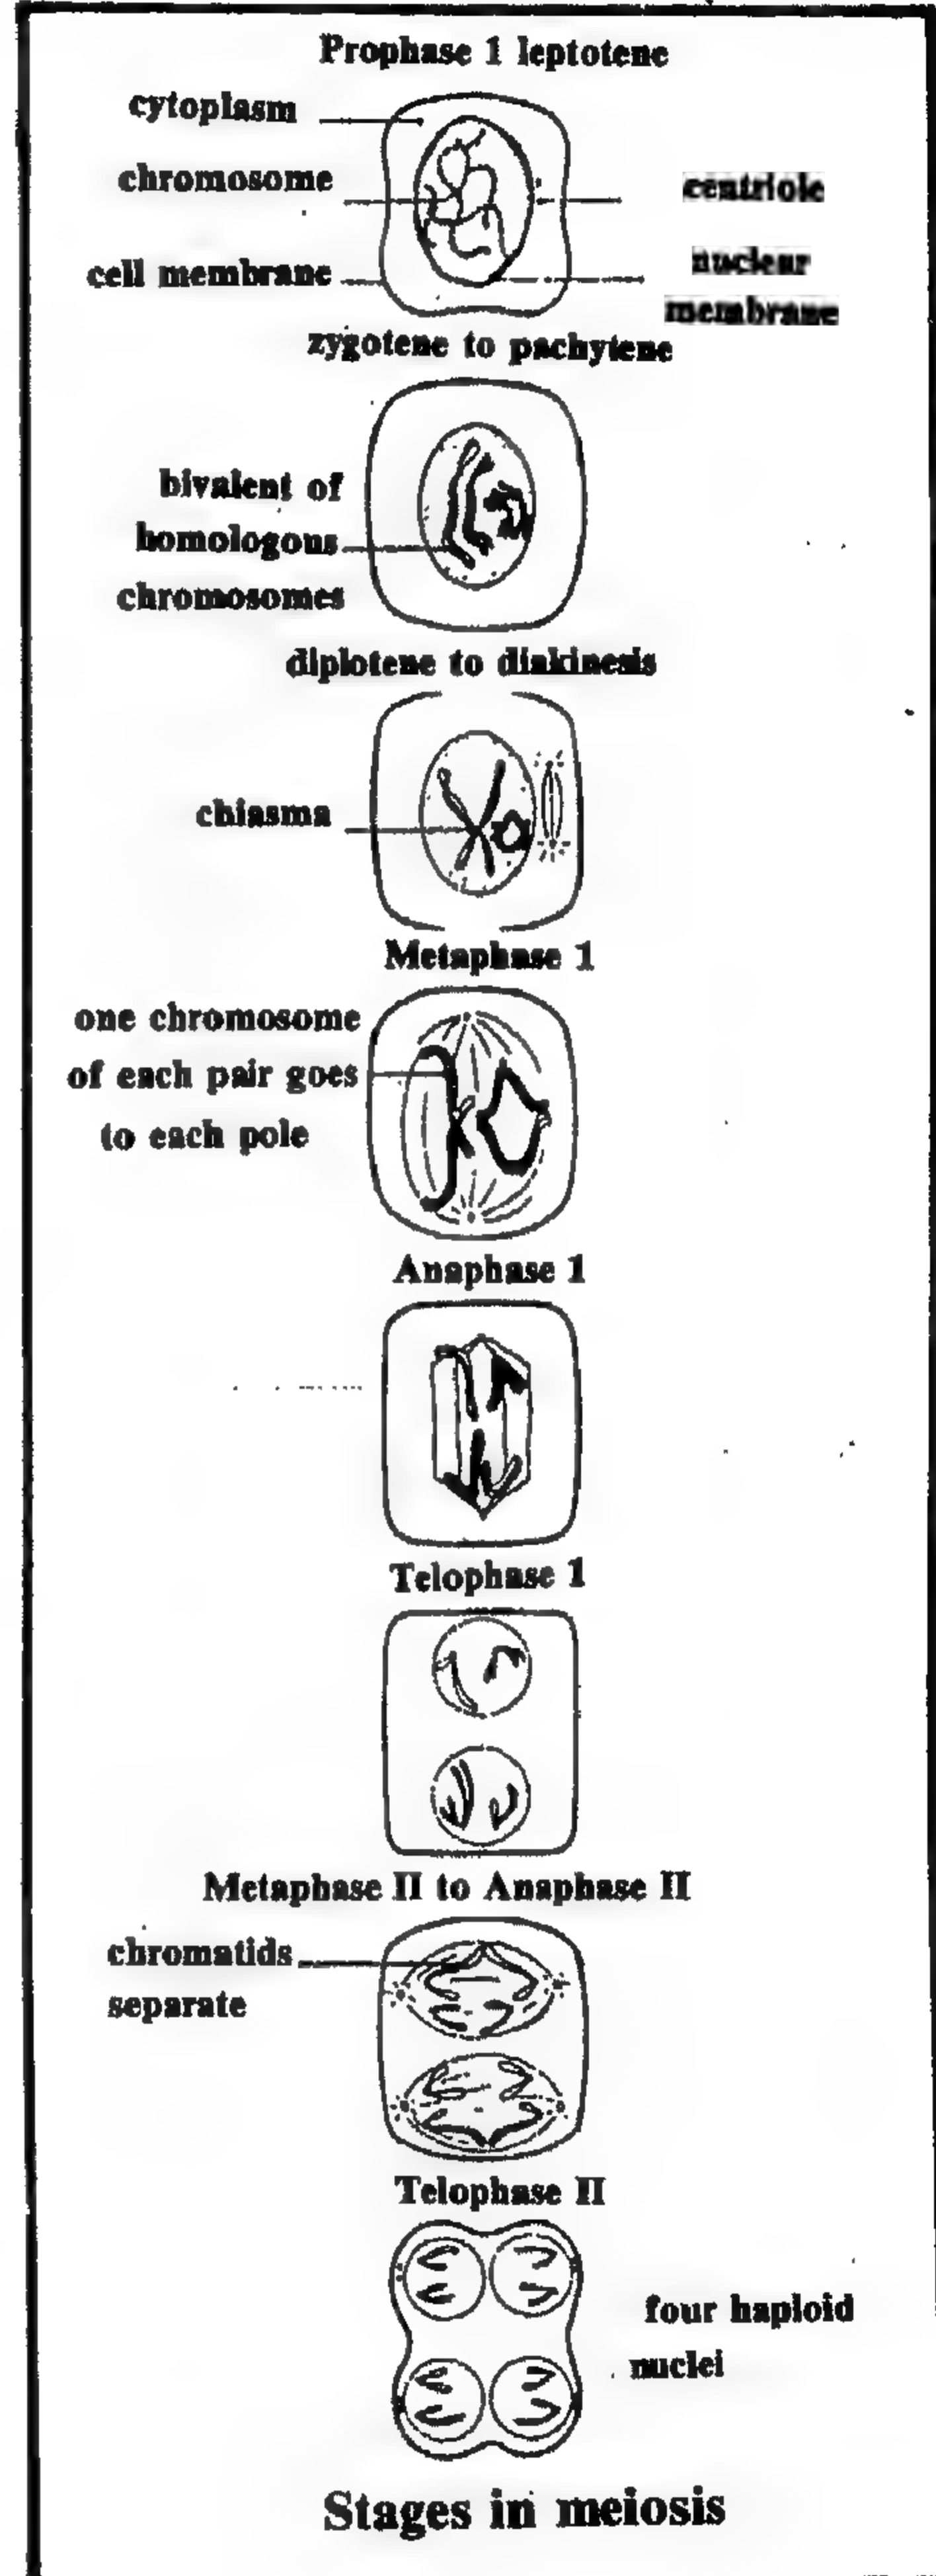 Prophase 1 leptotene
cytoplasm
chromosome
centriole
cell membrane
nuclear
membrane
zygotene to pachytene
bivalent of
homologous
chromosomes
diplotene to diakinesis
chiasma
Metaphase 1
one chromosome
of each pair goes
to each pole
Anaphase 1
Telophase 1
Metaphase II to Anaphase II
chromatids
separate
Telophase II
four haploid
nuclei
Stages in meiosis